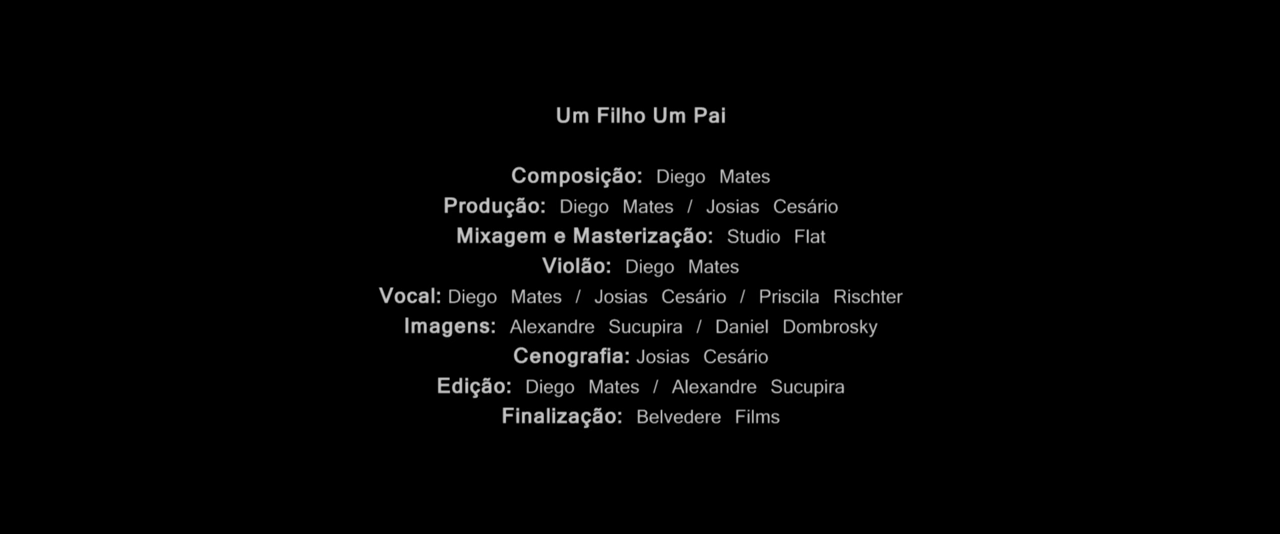 Um Filho Um Pai
Composição: Diego Mates
Produção: Diego Mates / Josias Cesário
Mixagem e Masterização: Studio Flat
Violão: Diego Mates
Vocal: Diego Mates / Josias Cesário / Priscila Rischter
Imagens: Alexandre Sucupira / Daniel Dombrosky
Cenografia: Josias Cesário
Edição: Diego Mates / Alexandre Sucupira
Finalização: Belvedere Films